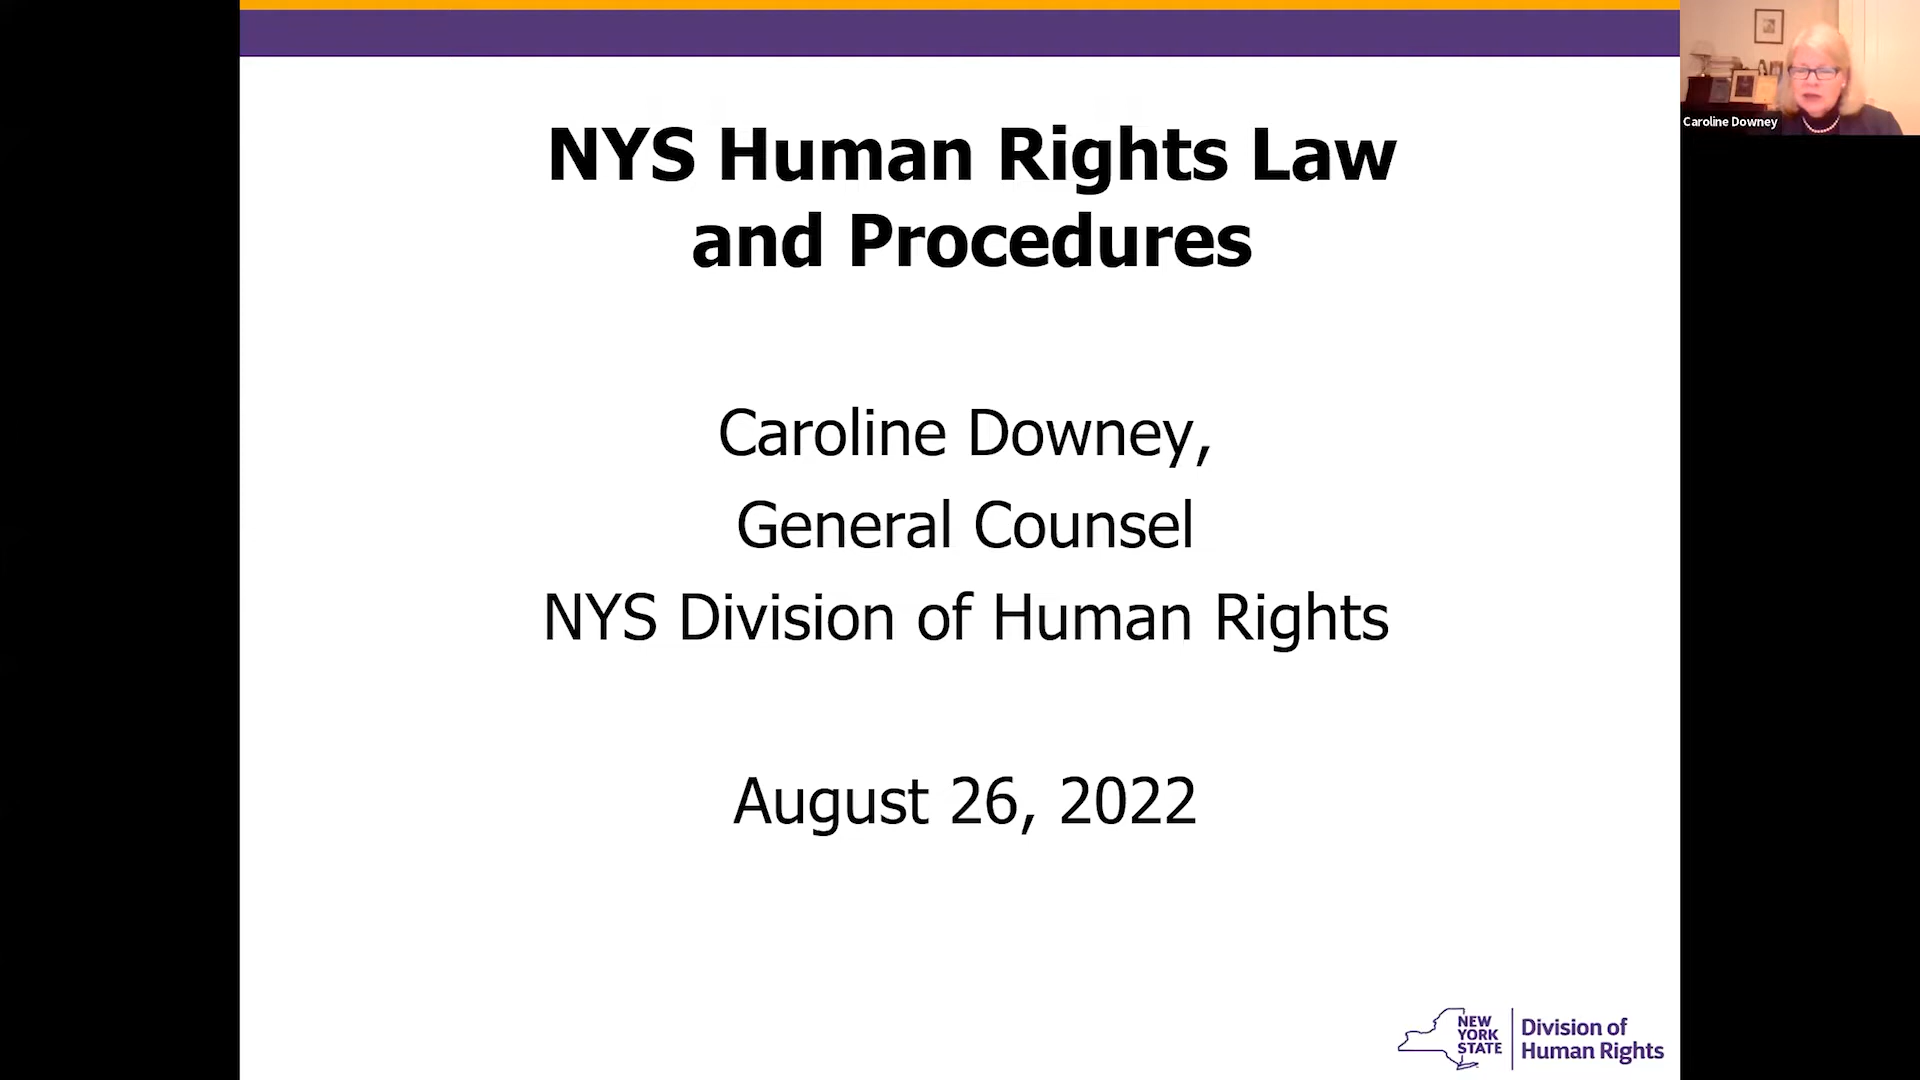 NYS Human Rights Law
and Procedures
Caroline Downey,
General Counsel
NYS Division of Human Rights
August 26, 2022
Caroline Downey
NEW
YORK
STATE
Division of
Human Rights